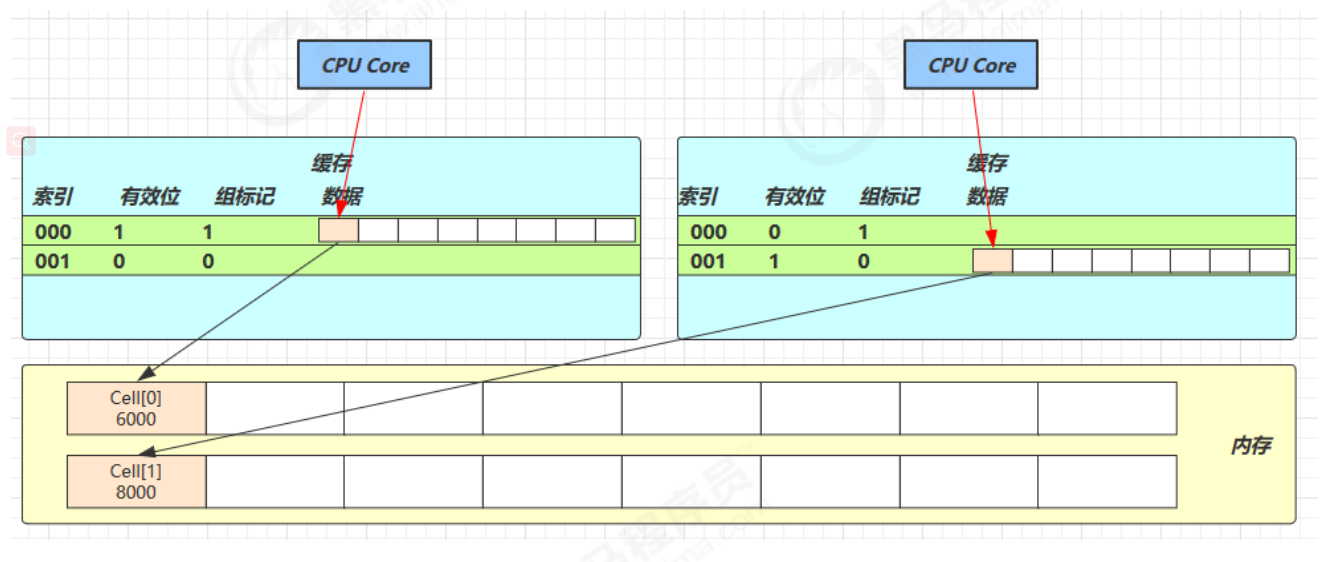 CPU Core CPU Core
缓存 缓存
索引 有效位 组标记 数据 索引 有效位 组标记 数据
000 1 1 000 0 1
001 0 0 001 1 0
Cell[0]
6000
内存
Cell[1]
8000